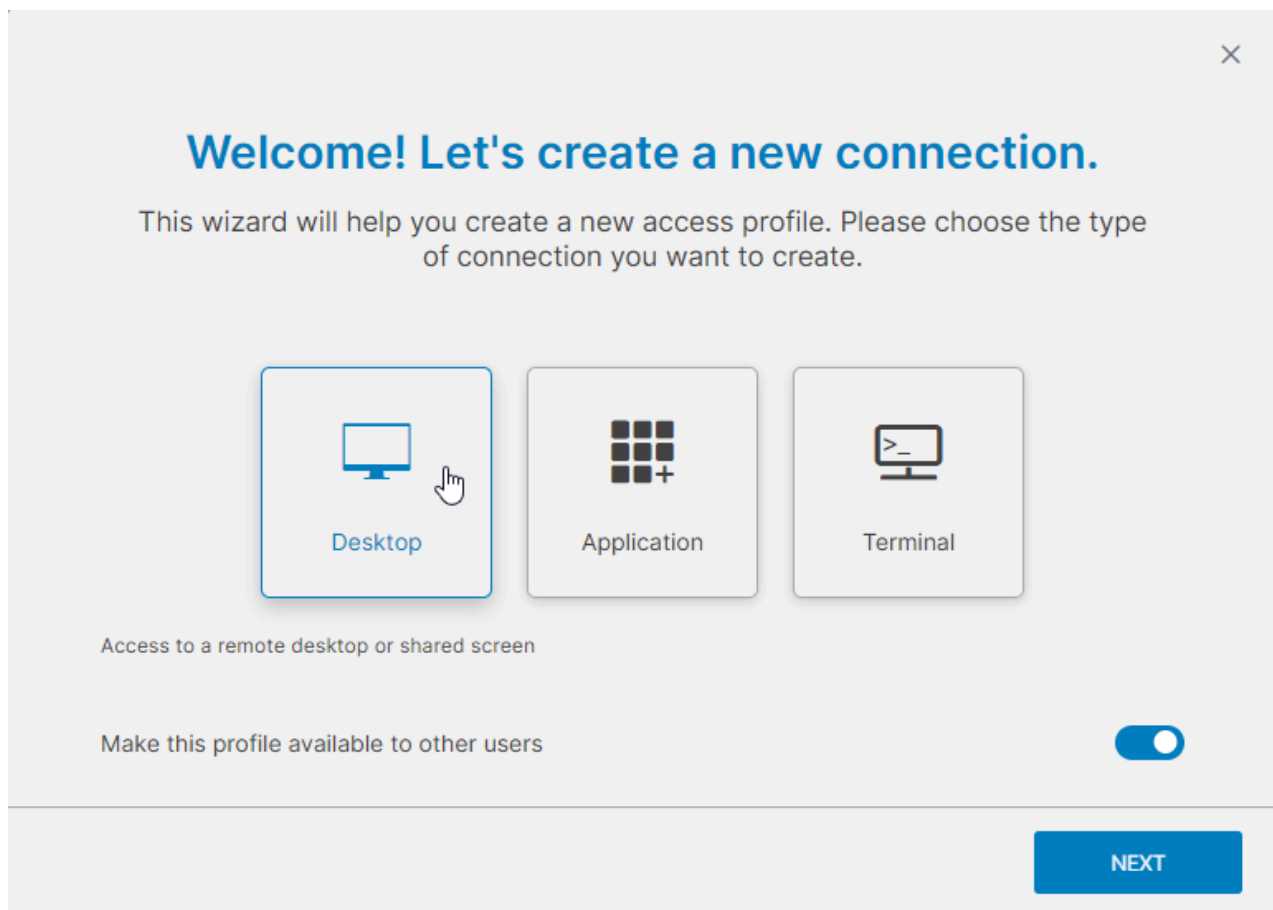 Welcome! Let's create a new connection.
This wizard will help you create a new access profile. Please choose the type
of connection you want to create.
>_
Desktop
Application
Terminal
Access to a remote desktop or shared screen
Make this profile available to other users
NEXT